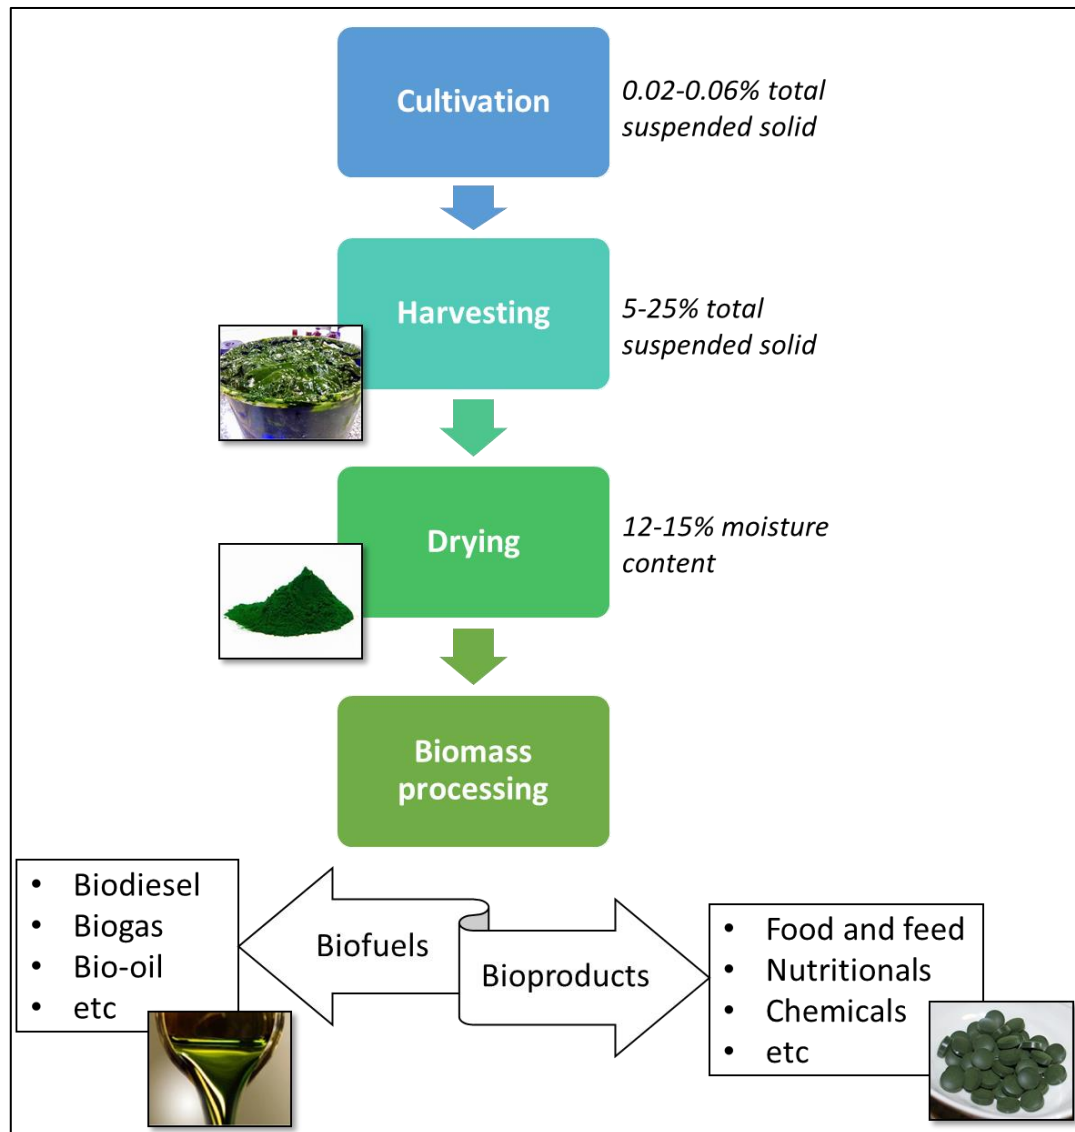 Cultivation
0.02-0.06% total
suspended solid
Harvesting
5-25% total
suspended solid
Drying
12-15% moisture
content
Biomass
processing
• Biodiesel
• Biogas
• Bio-oil
• etc
Biofuels
Bioproducts
• Food and feed
• Nutritionals
• Chemicals
• etc